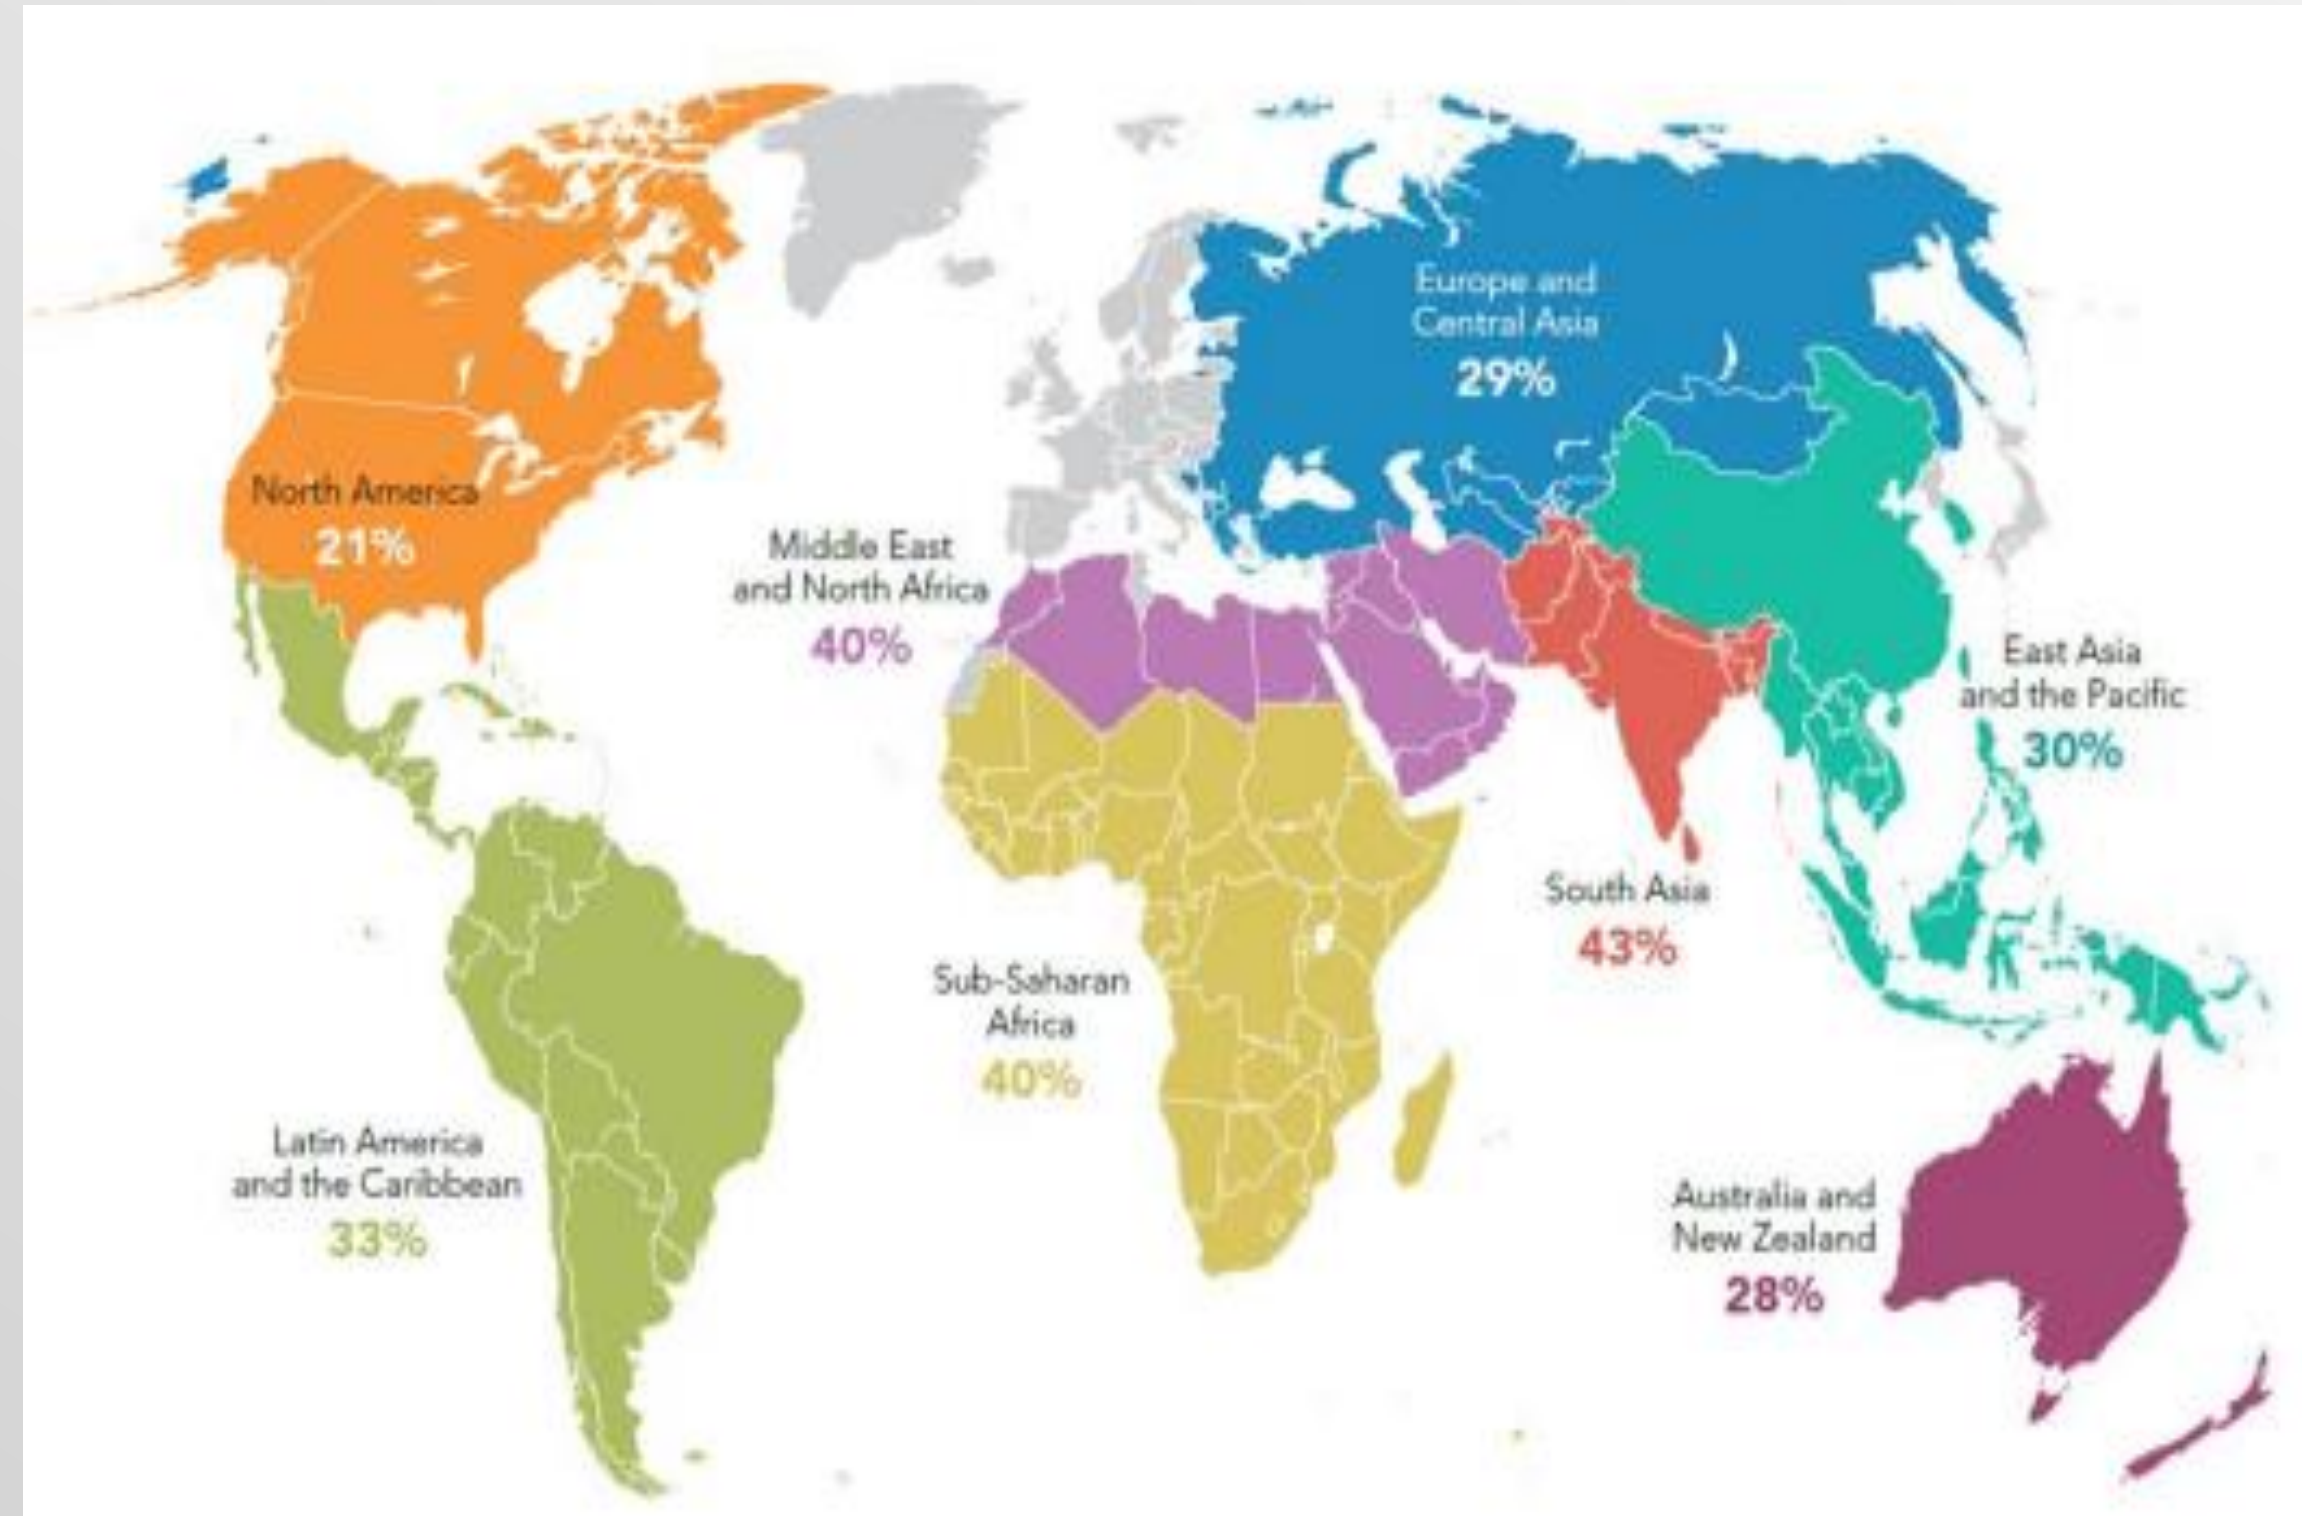 Europe and
Central Asia
29%
North America
21%
Middle East
and North Africa
40%
East Asia
and the Pacific
30%
South Asia
43%
Sub-Saharan
Africa
40%
Latin America
and the Caribbean
33%
Australia and
New Zealand
28%